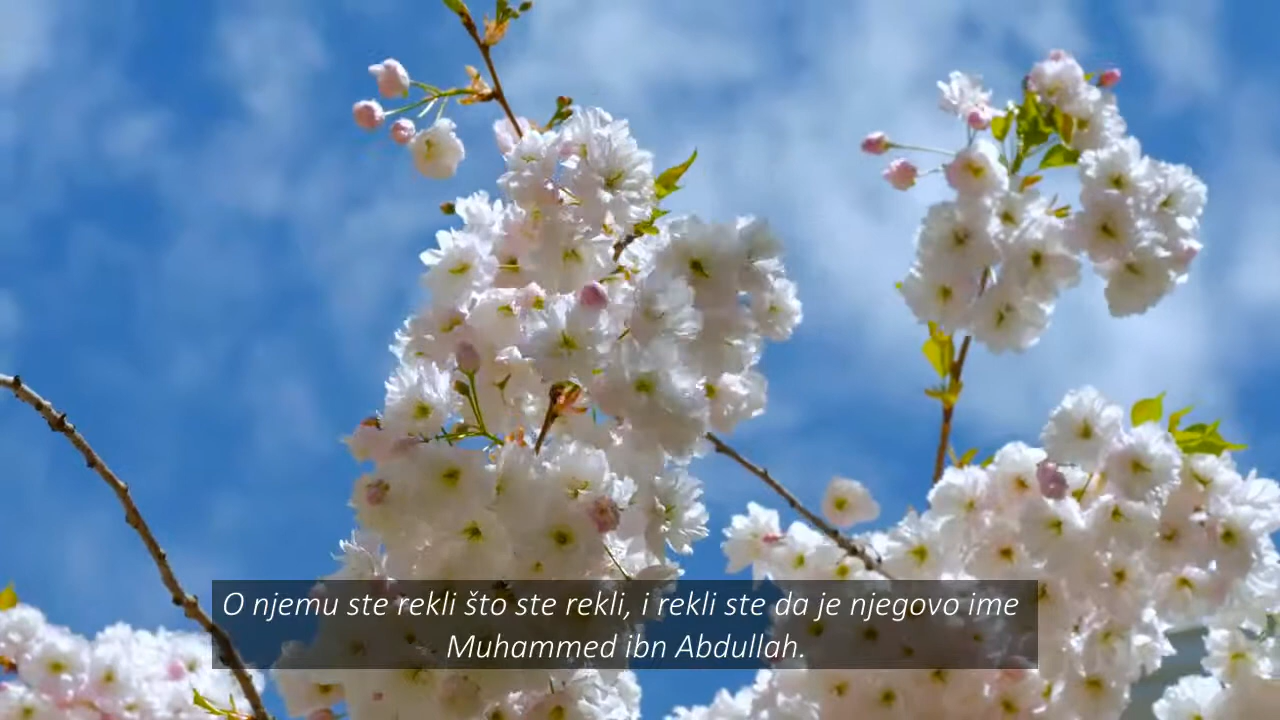 O njemu ste rekli što ste rekli, i rekli ste da je njegovo ime
Muhammed ibn Abdullah.